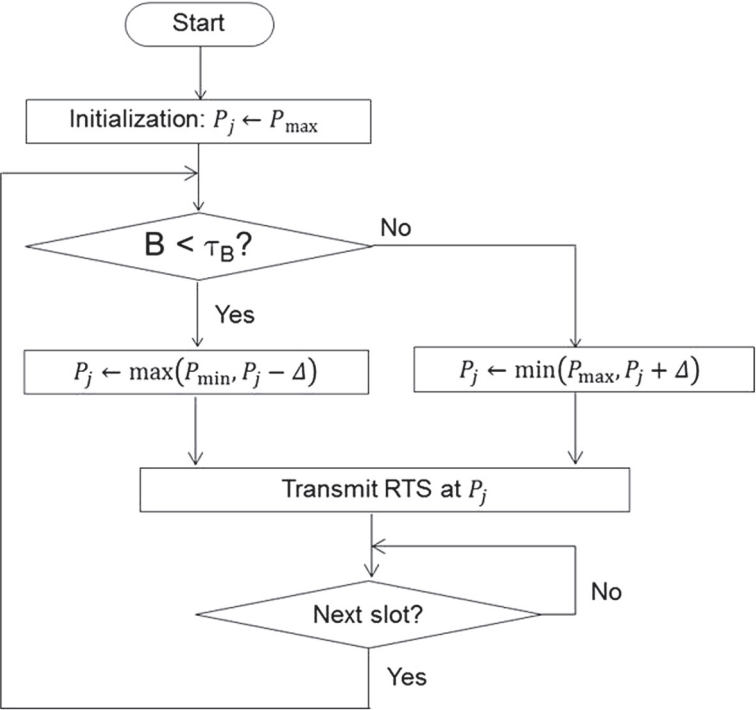 Start
Initialization: Pj ← Pmax
B < τB?
No
Yes
Pj ← max(Pmin, Pj − Δ)
Pj ← min(Pmax, Pj + Δ)
Transmit RTS at Pj
No
Next slot?
Yes